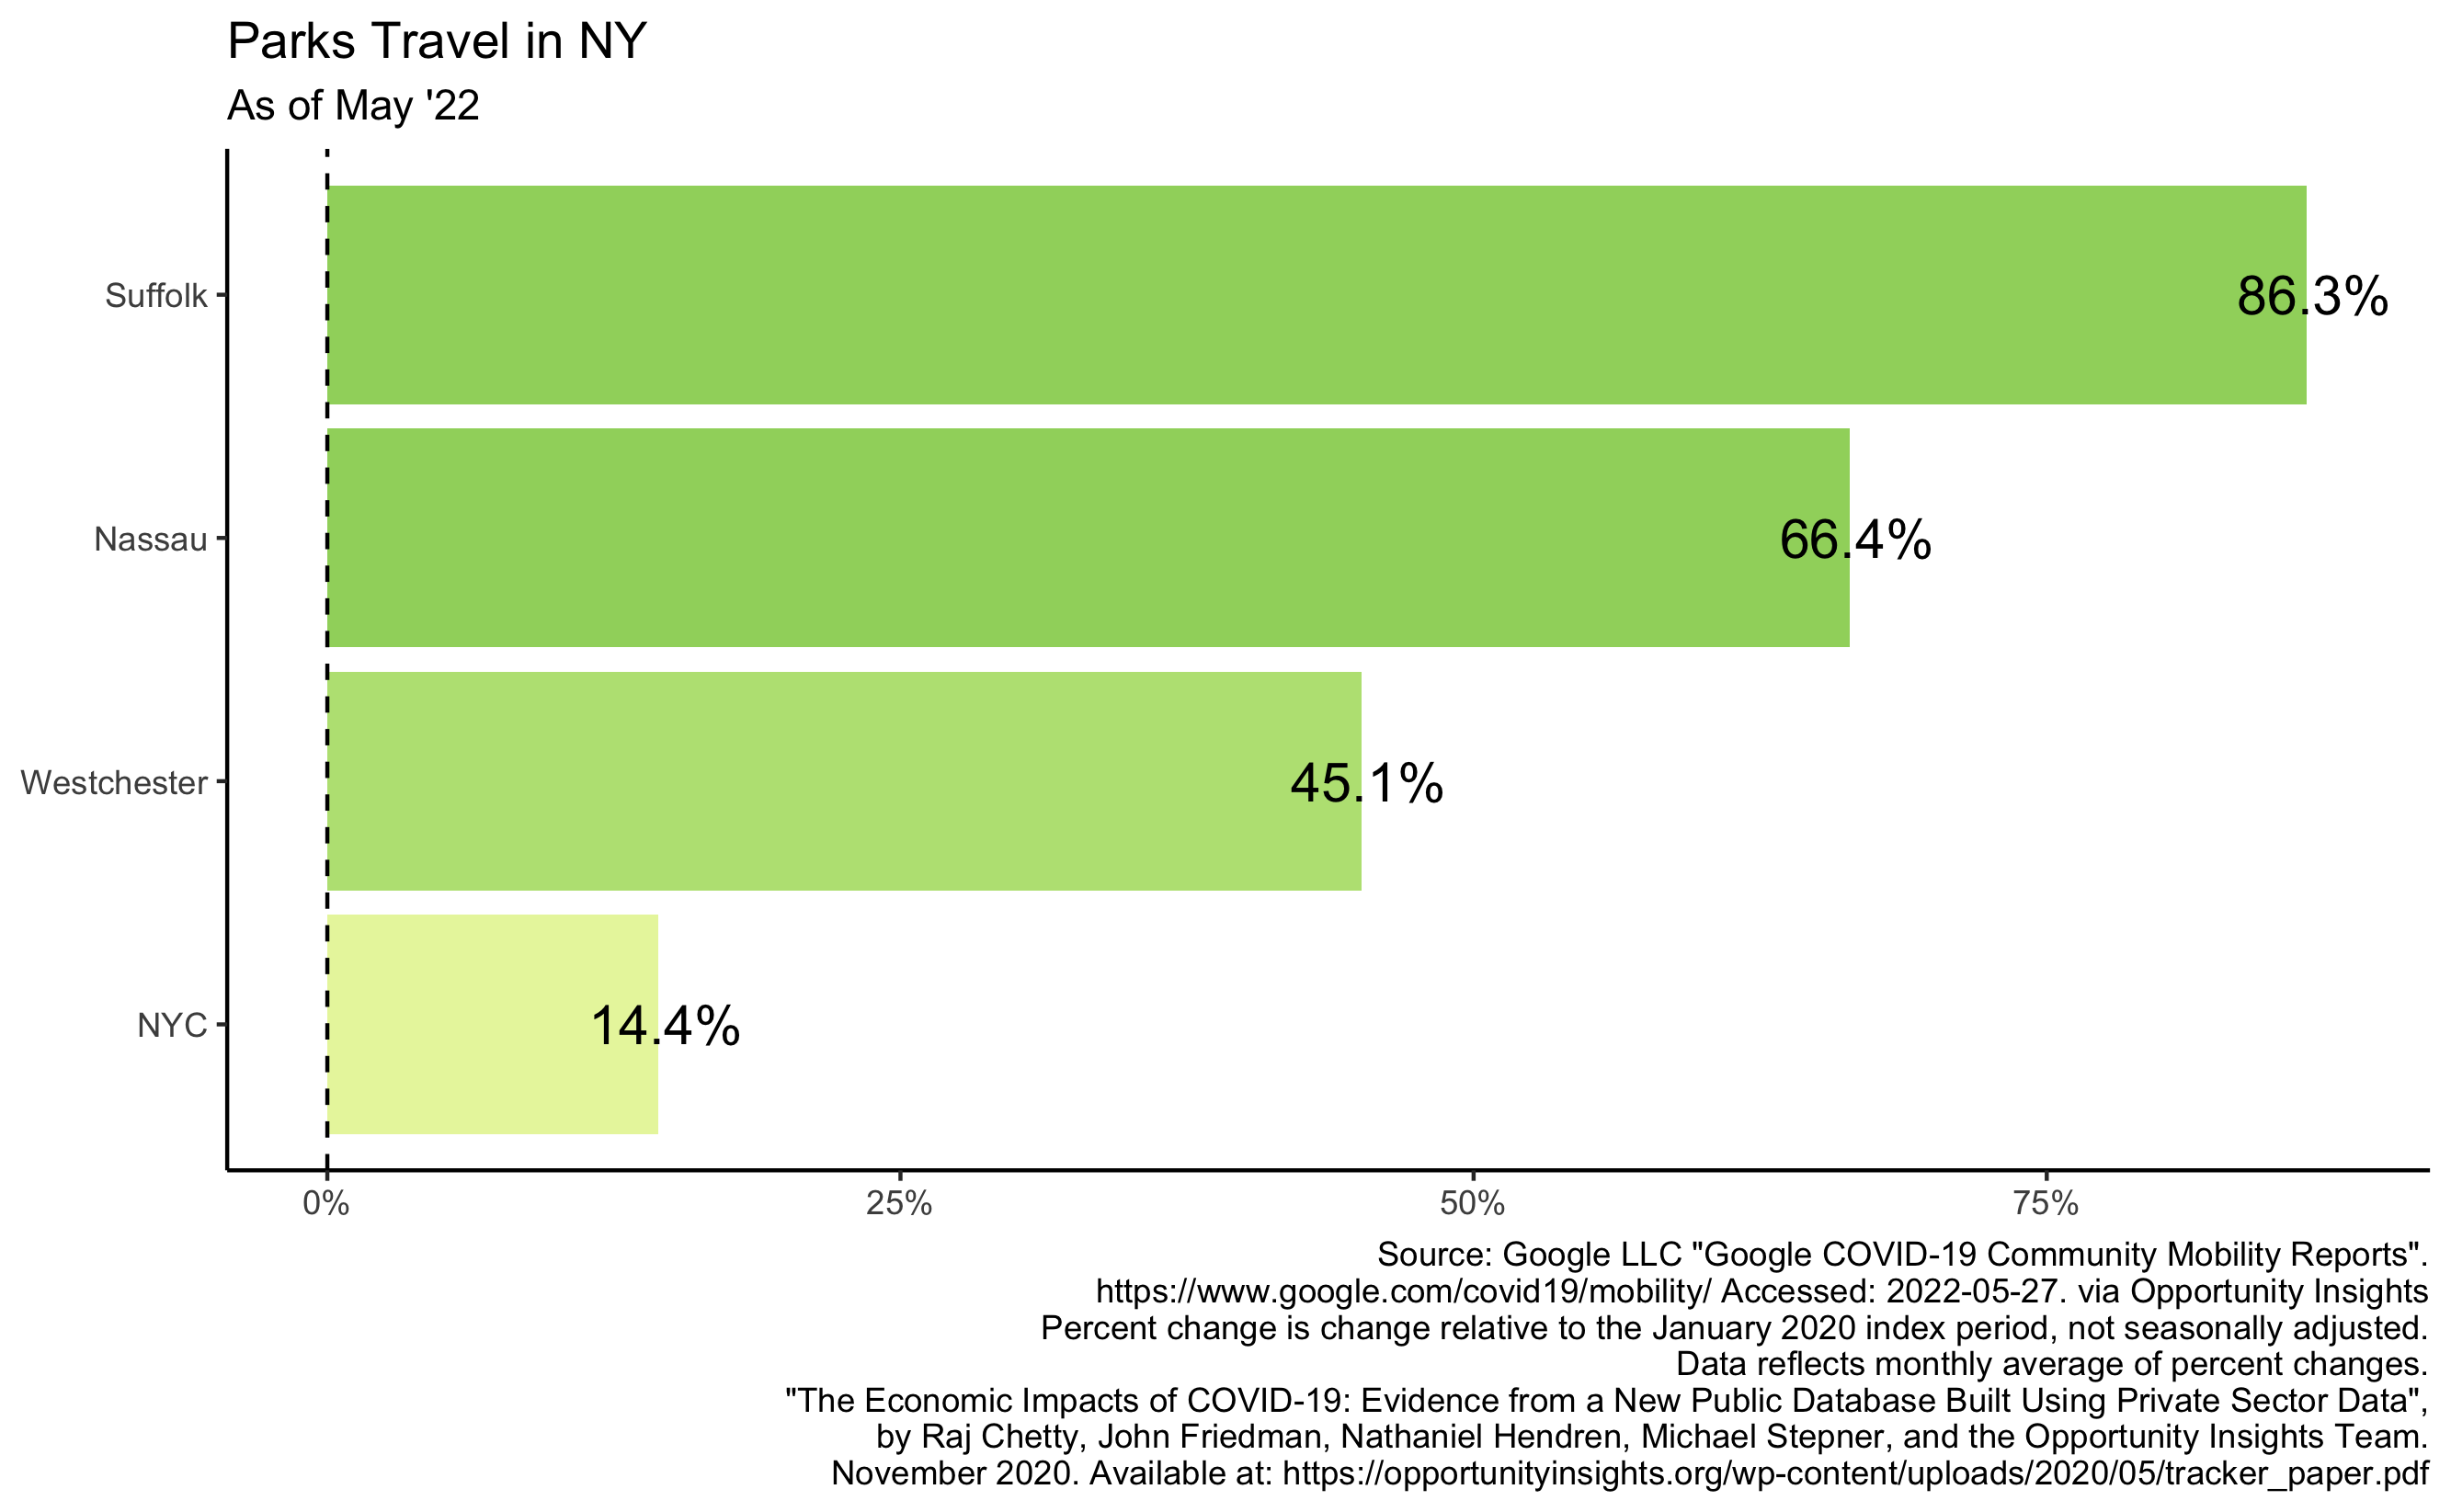 Parks Travel in NY
As of May '22
Suffolk
86.3%
Nassau
66.4%
Westchester
45.1%
NYC
14.4%
0%
25%
50%
75%
Source: Google LLC "Google COVID-19 Community Mobility Reports".
https://www.google.com/covid19/mobility/ Accessed: 2022-05-27. via Opportunity Insights
Percent change is change relative to the January 2020 index period, not seasonally adjusted.
Data reflects monthly average of percent changes.
"The Economic Impacts of COVID-19: Evidence from a New Public Database Built Using Private Sector Data",
by Raj Chetty, John Friedman, Nathaniel Hendren, Michael Stepner, and the Opportunity Insights Team.
November 2020. Available at: https://opportunityinsights.org/wp-content/uploads/2020/05/tracker_paper.pdf